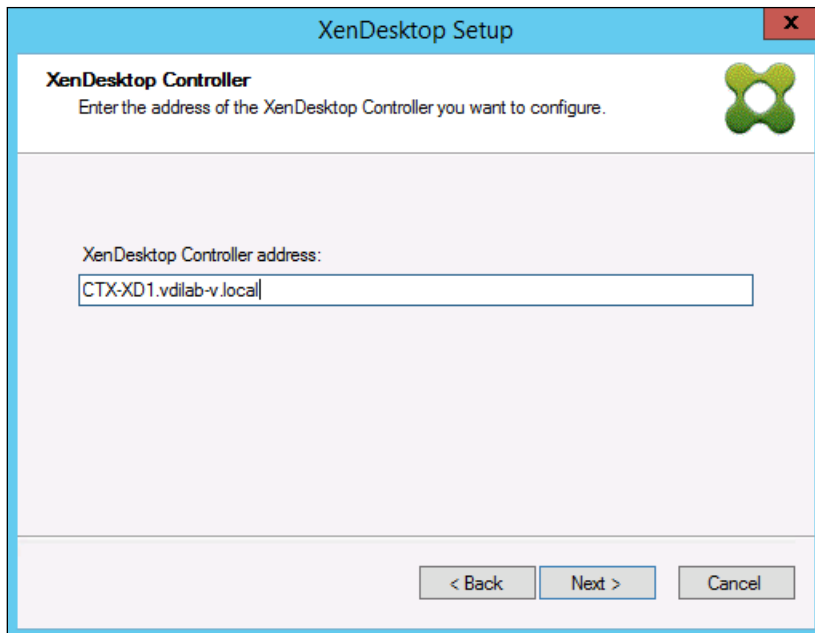 XenDesktop Setup
x
XenDesktop Controller
Enter the address of the XenDesktop Controller you want to configure.
XenDesktop Controller address:
CTX-XD1.vdilab-v.local
< Back Next > Cancel